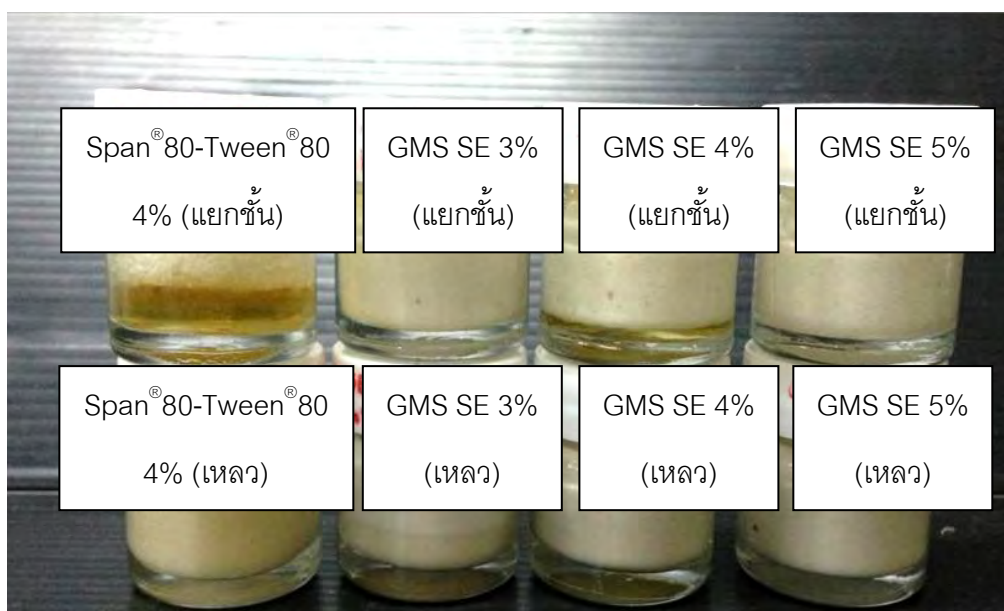 Span®80-Tween®80
4% (แยกชั้น)
GMS SE 3%
(แยกชั้น)
GMS SE 4%
(แยกชั้น)
GMS SE 5%
(แยกชั้น)
Span®80-Tween®80
4% (เหลว)
GMS SE 3%
(เหลว)
GMS SE 4%
(เหลว)
GMS SE 5%
(เหลว)